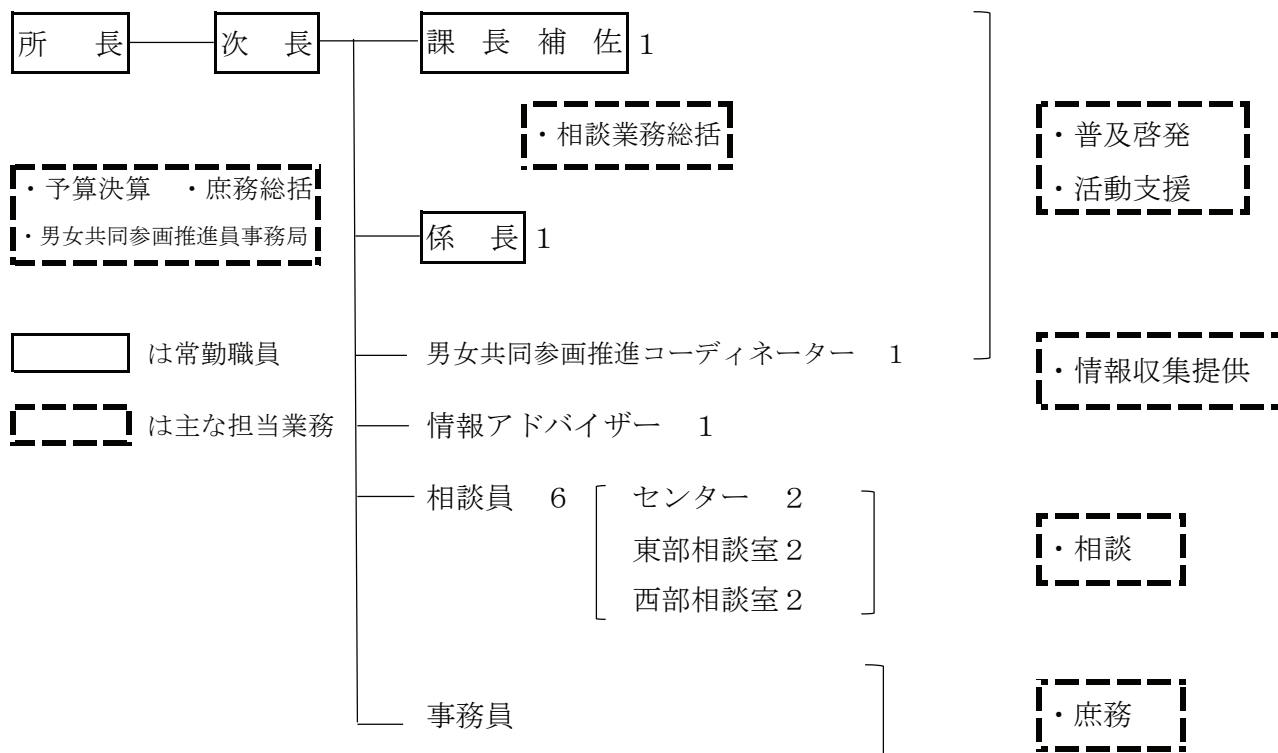 所　長 次　長 課 長 補 佐 1
・相談業務総括
・普及啓発
・活動支援
・予算決算　・庶務総括
・男女共同参画推進員事務局
係　長 1
は常勤職員
男女共同参画推進コーディネーター　1
・情報収集提供
は主な担当業務
情報アドバイザー　1
相談員　6
センター　2
東部相談室２
西部相談室２
・相談
事務員
・庶務